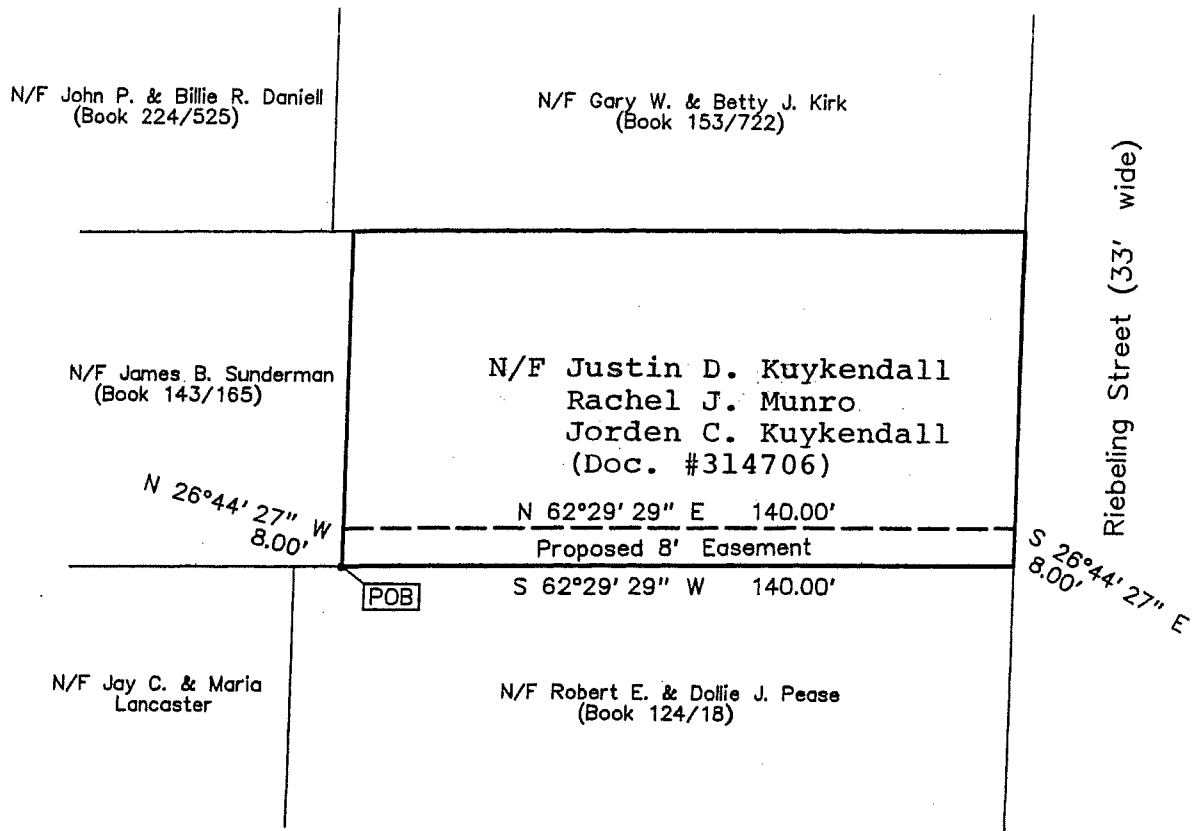 N/F John P. & Billie R. Daniell
(Book 224/525)
N/F Gary W. & Betty J. Kirk
(Book 153/722)
Riebeling Street (33' wide)
N/F James B. Sunderman
(Book 143/165)
N/F Justin D. Kuykendall
Rachel J. Munro
Jorden C. Kuykendall
(Doc. #314706)
N 26°44' 27" W
8.00'
N 62°29' 29" E 140.00'
Proposed 8' Easement
S 62°29' 29" W 140.00'
S 26°44' 27" E
8.00'
POB
N/F Jay C. & Maria
Lancaster
N/F Robert E. & Dollie J. Pease
(Book 124/18)